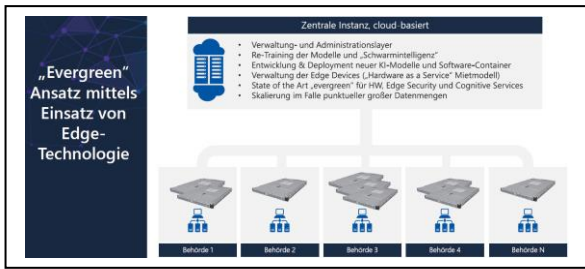 „Evergreen"
Ansatz mittels
Einsatz von
Edge-
Technologie
Zentrale Instanz, cloud-basiert
• Verwaltung- und Administrationslayer
• Re-Training der Modelle und „Schwarmintelligenz"
• Entwicklung & Deployment neuer KI-Modelle und Software-Container
• Verwaltung der Edge Devices („Hardware as a Service" Mietmodell)
• State of the Art „evergreen" für HW, Edge Security und Cognitive Services
• Skalierung im Falle punktueller großer Datenmengen
Behörde 1
Behörde 2
Behörde 3
Behörde 4
Behörde N